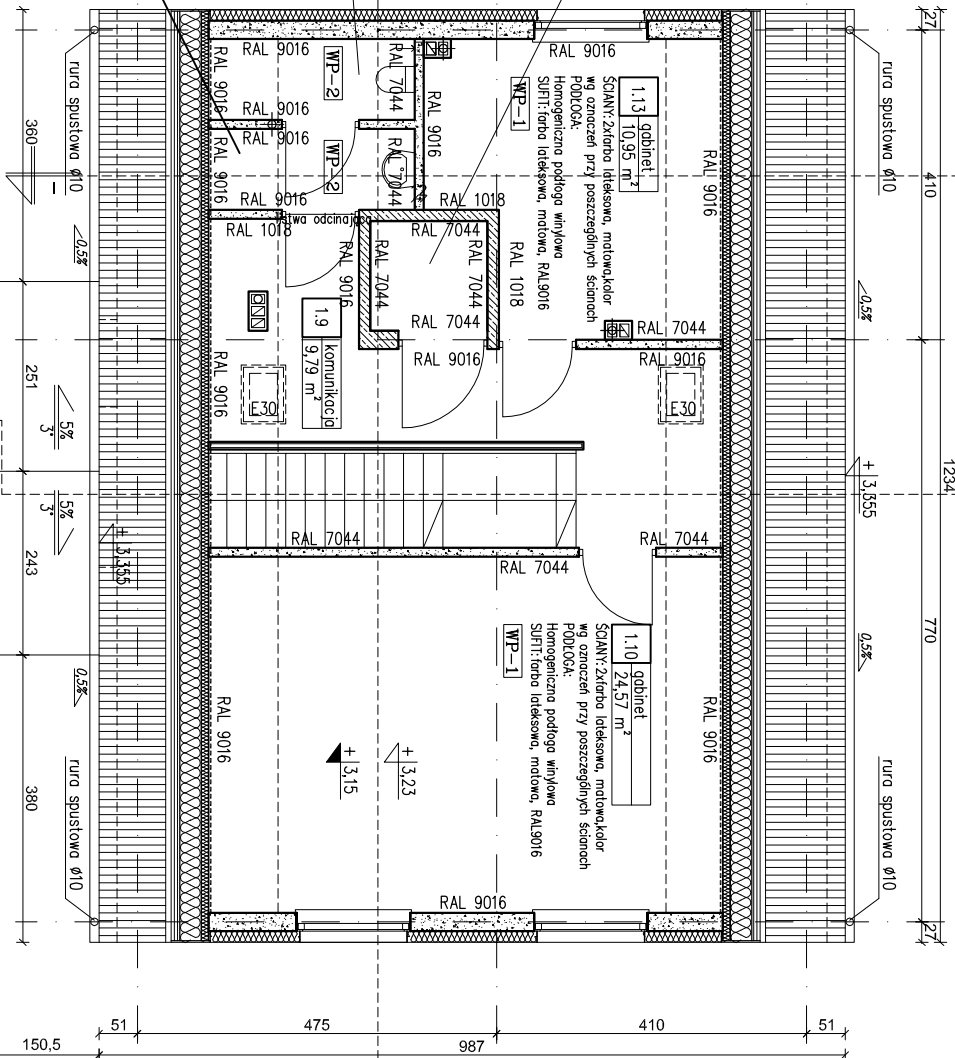 27
RAL 9016
RAL 9016
rura spustowa ø10
rura spustowa ø10
RAL 9016
WP-2
RAL 7044
RAL 9016
WP-1
1.13
gabinet
10,95 m²
ŚCIANY: 2xfarba lateksowa, matowa,kolor
wg oznaczeń przy poszczególnych ścianach
PODŁOGA:
Homogeniczna podłoga winylowa
SUFIT: farba lateksowa, matowa, RAL9016
RAL 9016
360
410
RAL 9016
RAL 9016
RAL 9016
WP-2
RAL 7044
RAL 9016
RAL 1018
RAL 1018
RAL 7044
RAL 9016
RAL 7044
RAL 7044
RAL 1018
0,5%
0,5%
1.9
komunikacja
9,79 m²
RAL 7044
RAL 7044
RAL 9016
RAL 9016
RAL 9016
E30
E30
251
5%
3°
5%
3°
+3,355
+3,355
1234
243
RAL 7044
RAL 7044
RAL 7044
1.10
gabinet
24,57 m²
ŚCIANY: 2xfarba lateksowa, matowa,kolor
wg oznaczeń przy poszczególnych ścianach
PODŁOGA:
Homogeniczna podłoga winylowa
SUFIT: farba lateksowa, matowa, RAL9016
WP-1
770
0,5%
0,5%
RAL 9016
RAL 9016
+3,15
+3,23
380
rura spustowa ø10
rura spustowa ø10
RAL 9016
27
51
475
410
51
150,5
987